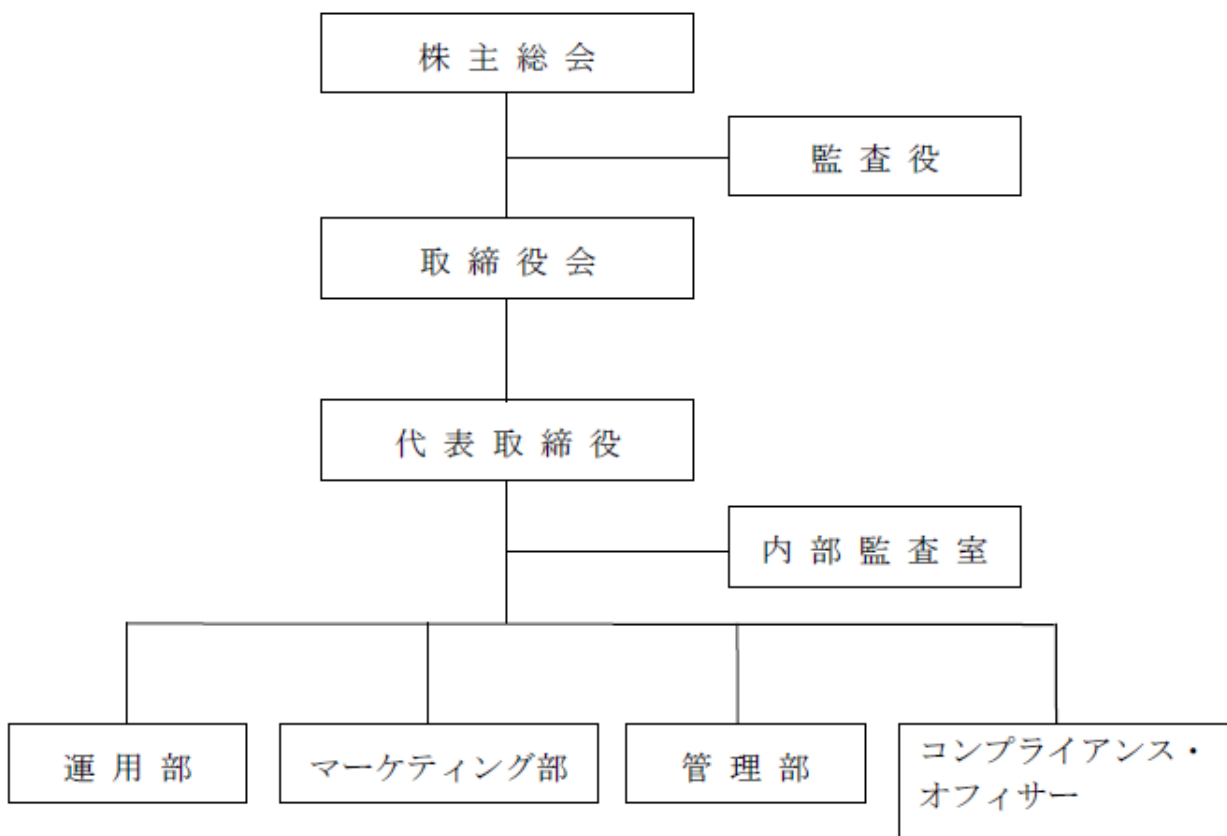 株主総会
監査役
取締役会
代表取締役
内部監査室
運用部
マーケティング部
管理部
コンプライアンス・
オフィサー